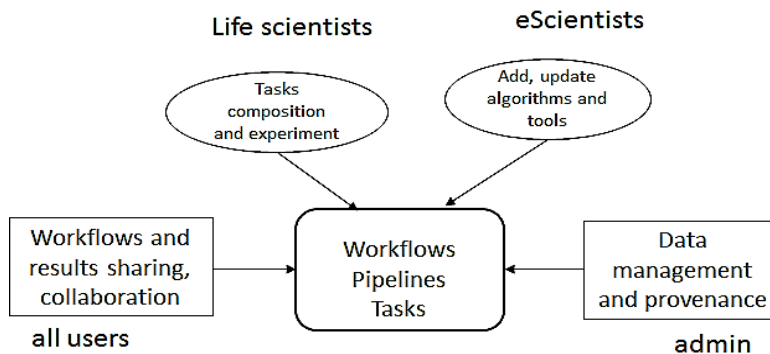 Life scientists
eScientists
Tasks
composition
and experiment
Add, update
algorithms and
tools
Workflows and
results sharing,
collaboration
all users
Workflows
Pipelines
Tasks
Data
management
and provenance
admin